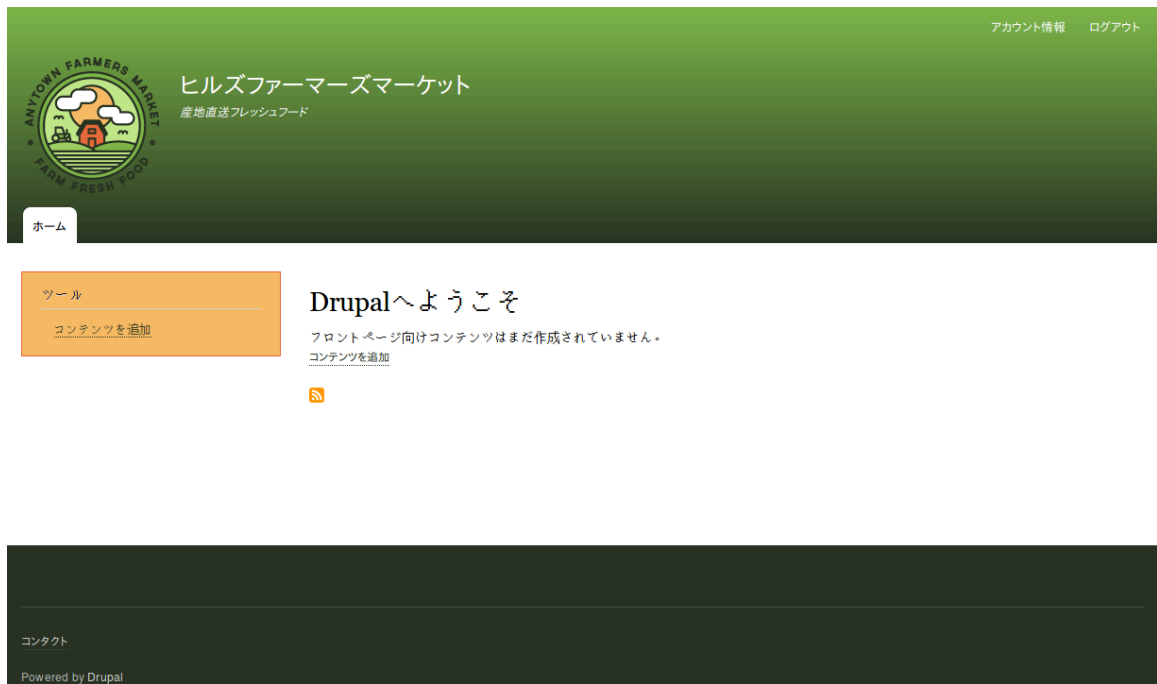 アカウント情報 ログアウト
ANYTOWN FARMERS MARKET
FARM FRESH FOOD
ヒルズファーマーズマーケット
産地直送フレッシュフード
ホーム
ツール
コンテンツを追加
Drupalへようこそ
フロントページ向けコンテンツはまだ作成されていません。
コンテンツを追加
コンタクト
Powered by Drupal